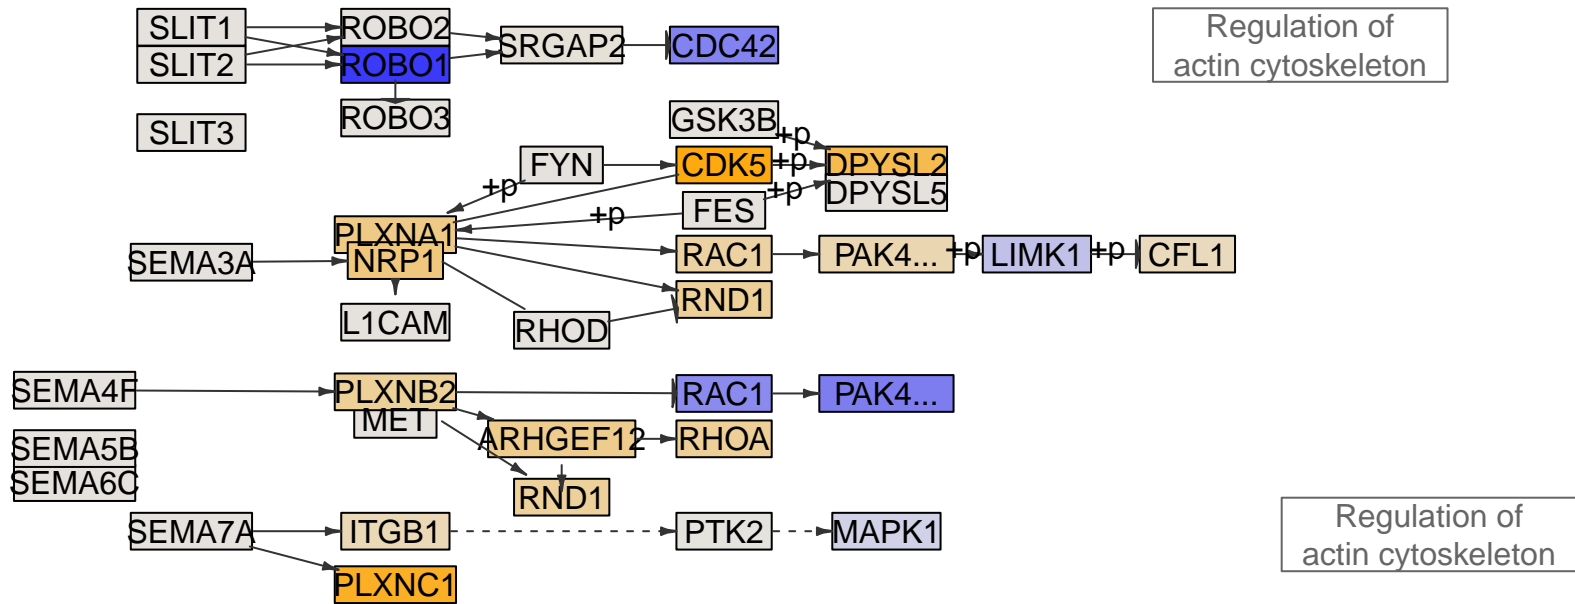 SLIT1
ROBO2
SRGAP2
CDC42
Regulation of
actin cytoskeleton
SLIT2
ROBO1
SLIT3
ROBO3
GSK3B
+p
FYN
CDK5
+p
DPYSL2
+p
FES
+p
DPYSL5
PLXNA1
+p
SEMA3A
NRP1
RAC1
PAK4...
+p
LIMK1
+p
CFL1
RND1
L1CAM
RHOD
SEMA4F
PLXNB2
RAC1
PAK4...
MET
ARHGEF12
RHOA
SEMA5B
SEMA6C
RND1
SEMA7A
ITGB1
PTK2
MAPK1
Regulation of
actin cytoskeleton
PLXNC1